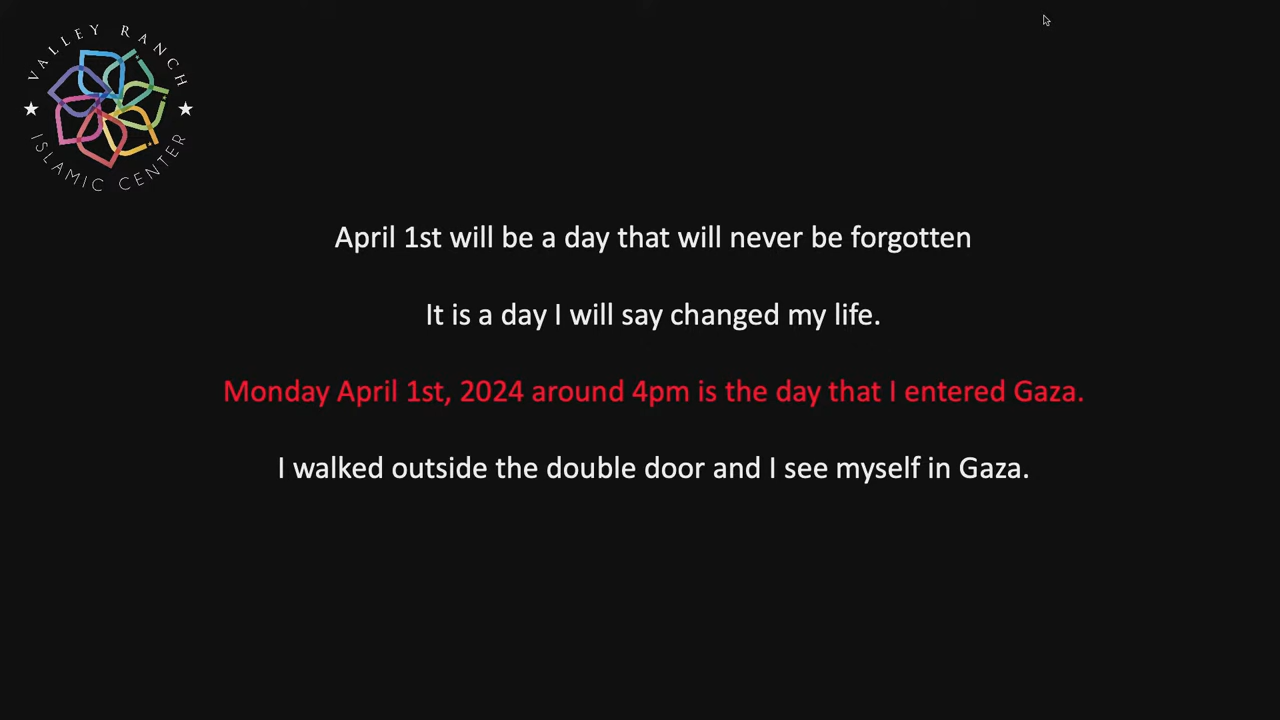 VALLEY RANCH
ISLAMIC CENTER
April 1st will be a day that will never be forgotten
It is a day I will say changed my life.
Monday April 1st, 2024 around 4pm is the day that I entered Gaza.
I walked outside the double door and I see myself in Gaza.